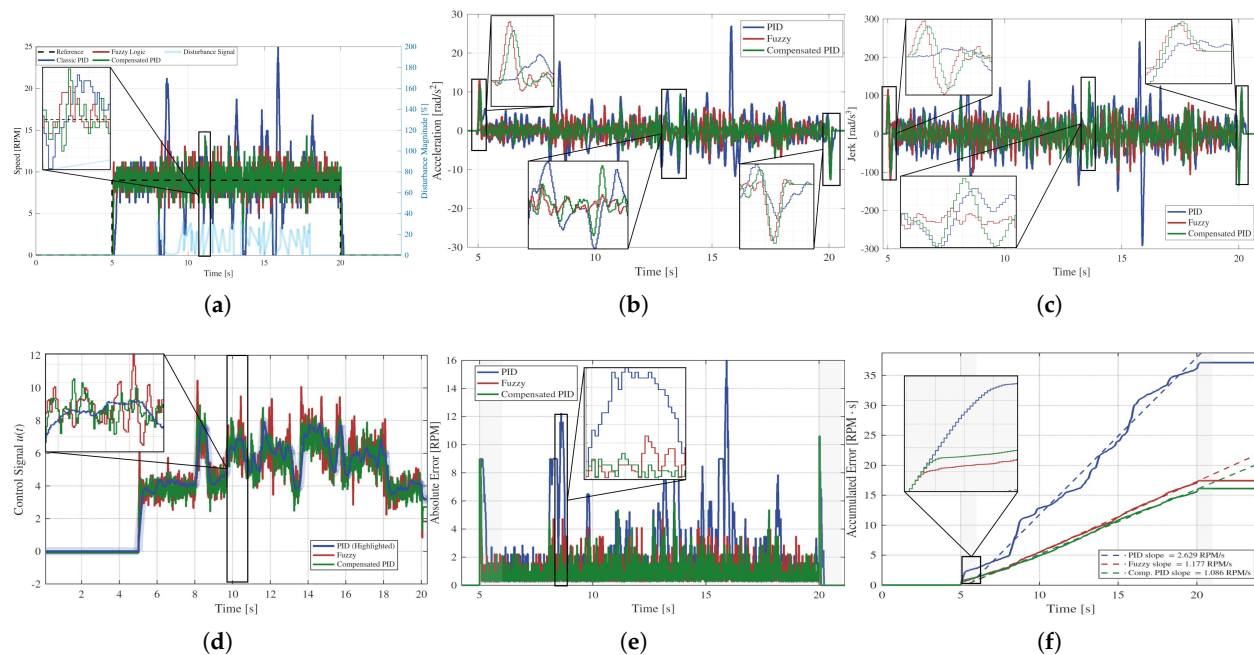 Reference Fuzzy Logic Disturbance Signal
Classic PID Compensated PID
Speed [RPM]
25
20
15
10
5
0
0 5 10 15 20
Time [s]
200
180
160
140
120
100
80
60
40
20
0
Disturbance Magnitude [%]
(a)
Acceleration [rad/s²]
30
20
10
0
-10
-20
-30
5 10 15 20
Time [s]
PID
Fuzzy
Compensated PID
(b)
Jerk [rad/s³]
300
200
100
0
-100
-200
-300
5 10 15 20
Time [s]
PID
Fuzzy
Compensated PID
(c)
Control Signal u(t)
12
10
8
6
4
2
0
-2
0 2 4 6 8 10 12 14 16 18 20
Time [s]
PID (Highlighted)
Fuzzy
Compensated PID
(d)
Absolute Error [RPM]
16
14
12
10
8
6
4
2
0
5 10 15 20
Time [s]
PID
Fuzzy
Compensated PID
(e)
Accumulated Error [RPM · s]
35
30
25
20
15
10
5
0
0 5 10 15 20
Time [s]
PID slope = 2.629 RPM/s
Fuzzy slope = 1.177 RPM/s
Comp. PID slope = 1.086 RPM/s
(f)